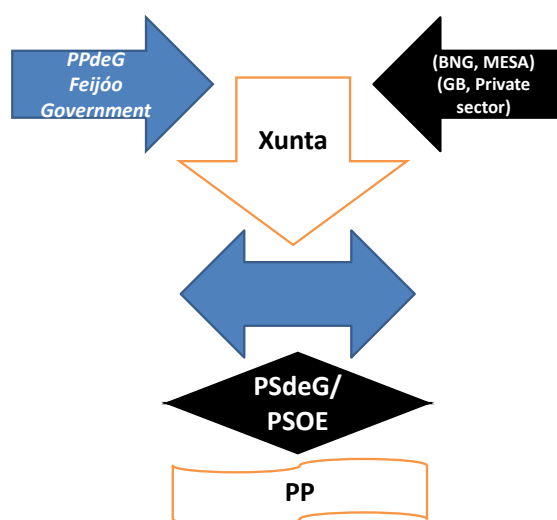 PPdeG
Feijóo
Government
(BNG, MESA)
(GB, Private
sector)
Xunta
PSdeG/
PSOE
PP